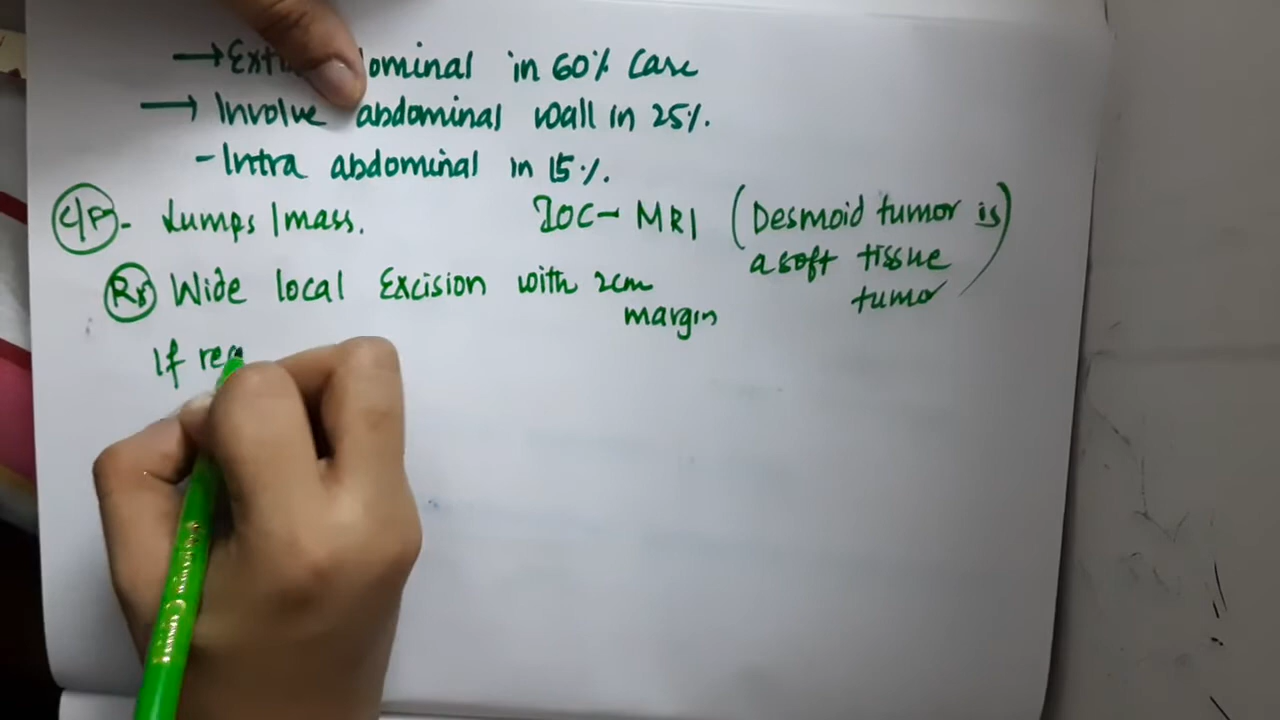 → Ext ominal in 60% Case
→ Involve abdominal wall in 25%.
- Intra abdominal in 15%.
C/P - Lumps/mass. IOC - MRI (Desmoid tumor is
a soft tissue
tumor)
Rx Wide local Excision with 2cm
margin
If rec